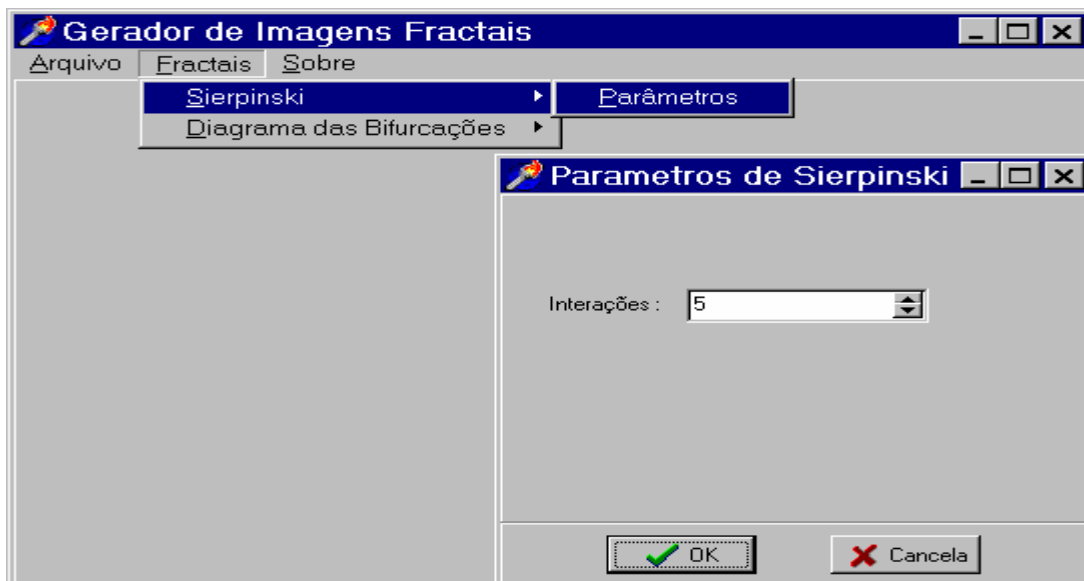 Gerador de Imagens Fractais
Arquivo Fractais Sobre
Sierpinski
Parâmetros
Diagrama das Bifurcações
Parametros de Sierpinski
Interações : 5
OK Cancela